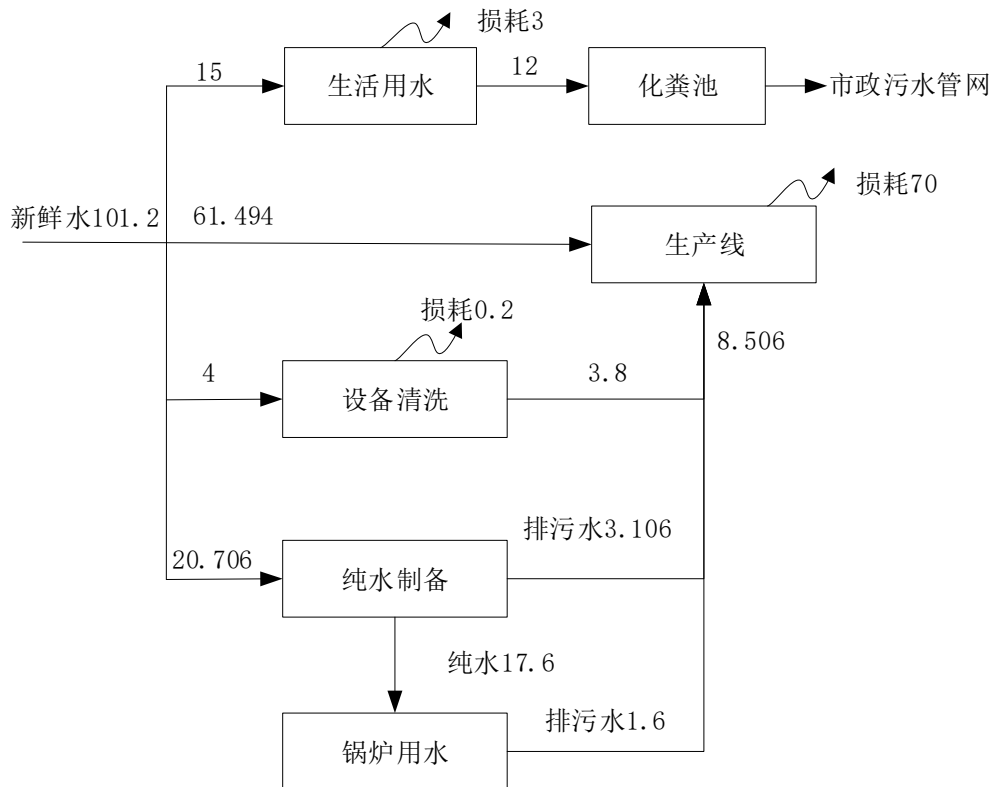 损耗3
15
生活用水
12
化粪池
市政污水管网
损耗70
新鲜水101.2
61.494
生产线
损耗0.2
8.506
4
设备清洗
3.8
排污水3.106
20.706
纯水制备
纯水17.6
排污水1.6
锅炉用水